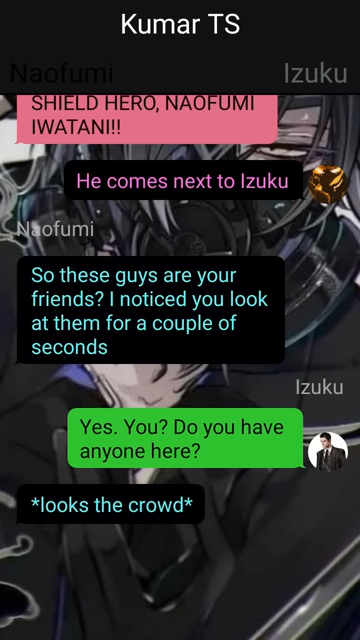 Kumar TS
Naofumi
Izuku
SHIELD HERO, NAOFUMI
IWATANI!!
He comes next to Izuku
Naofumi
So these guys are your
friends? I noticed you look
at them for a couple of
seconds
Izuku
Yes. You? Do you have
anyone here?
*looks the crowd*